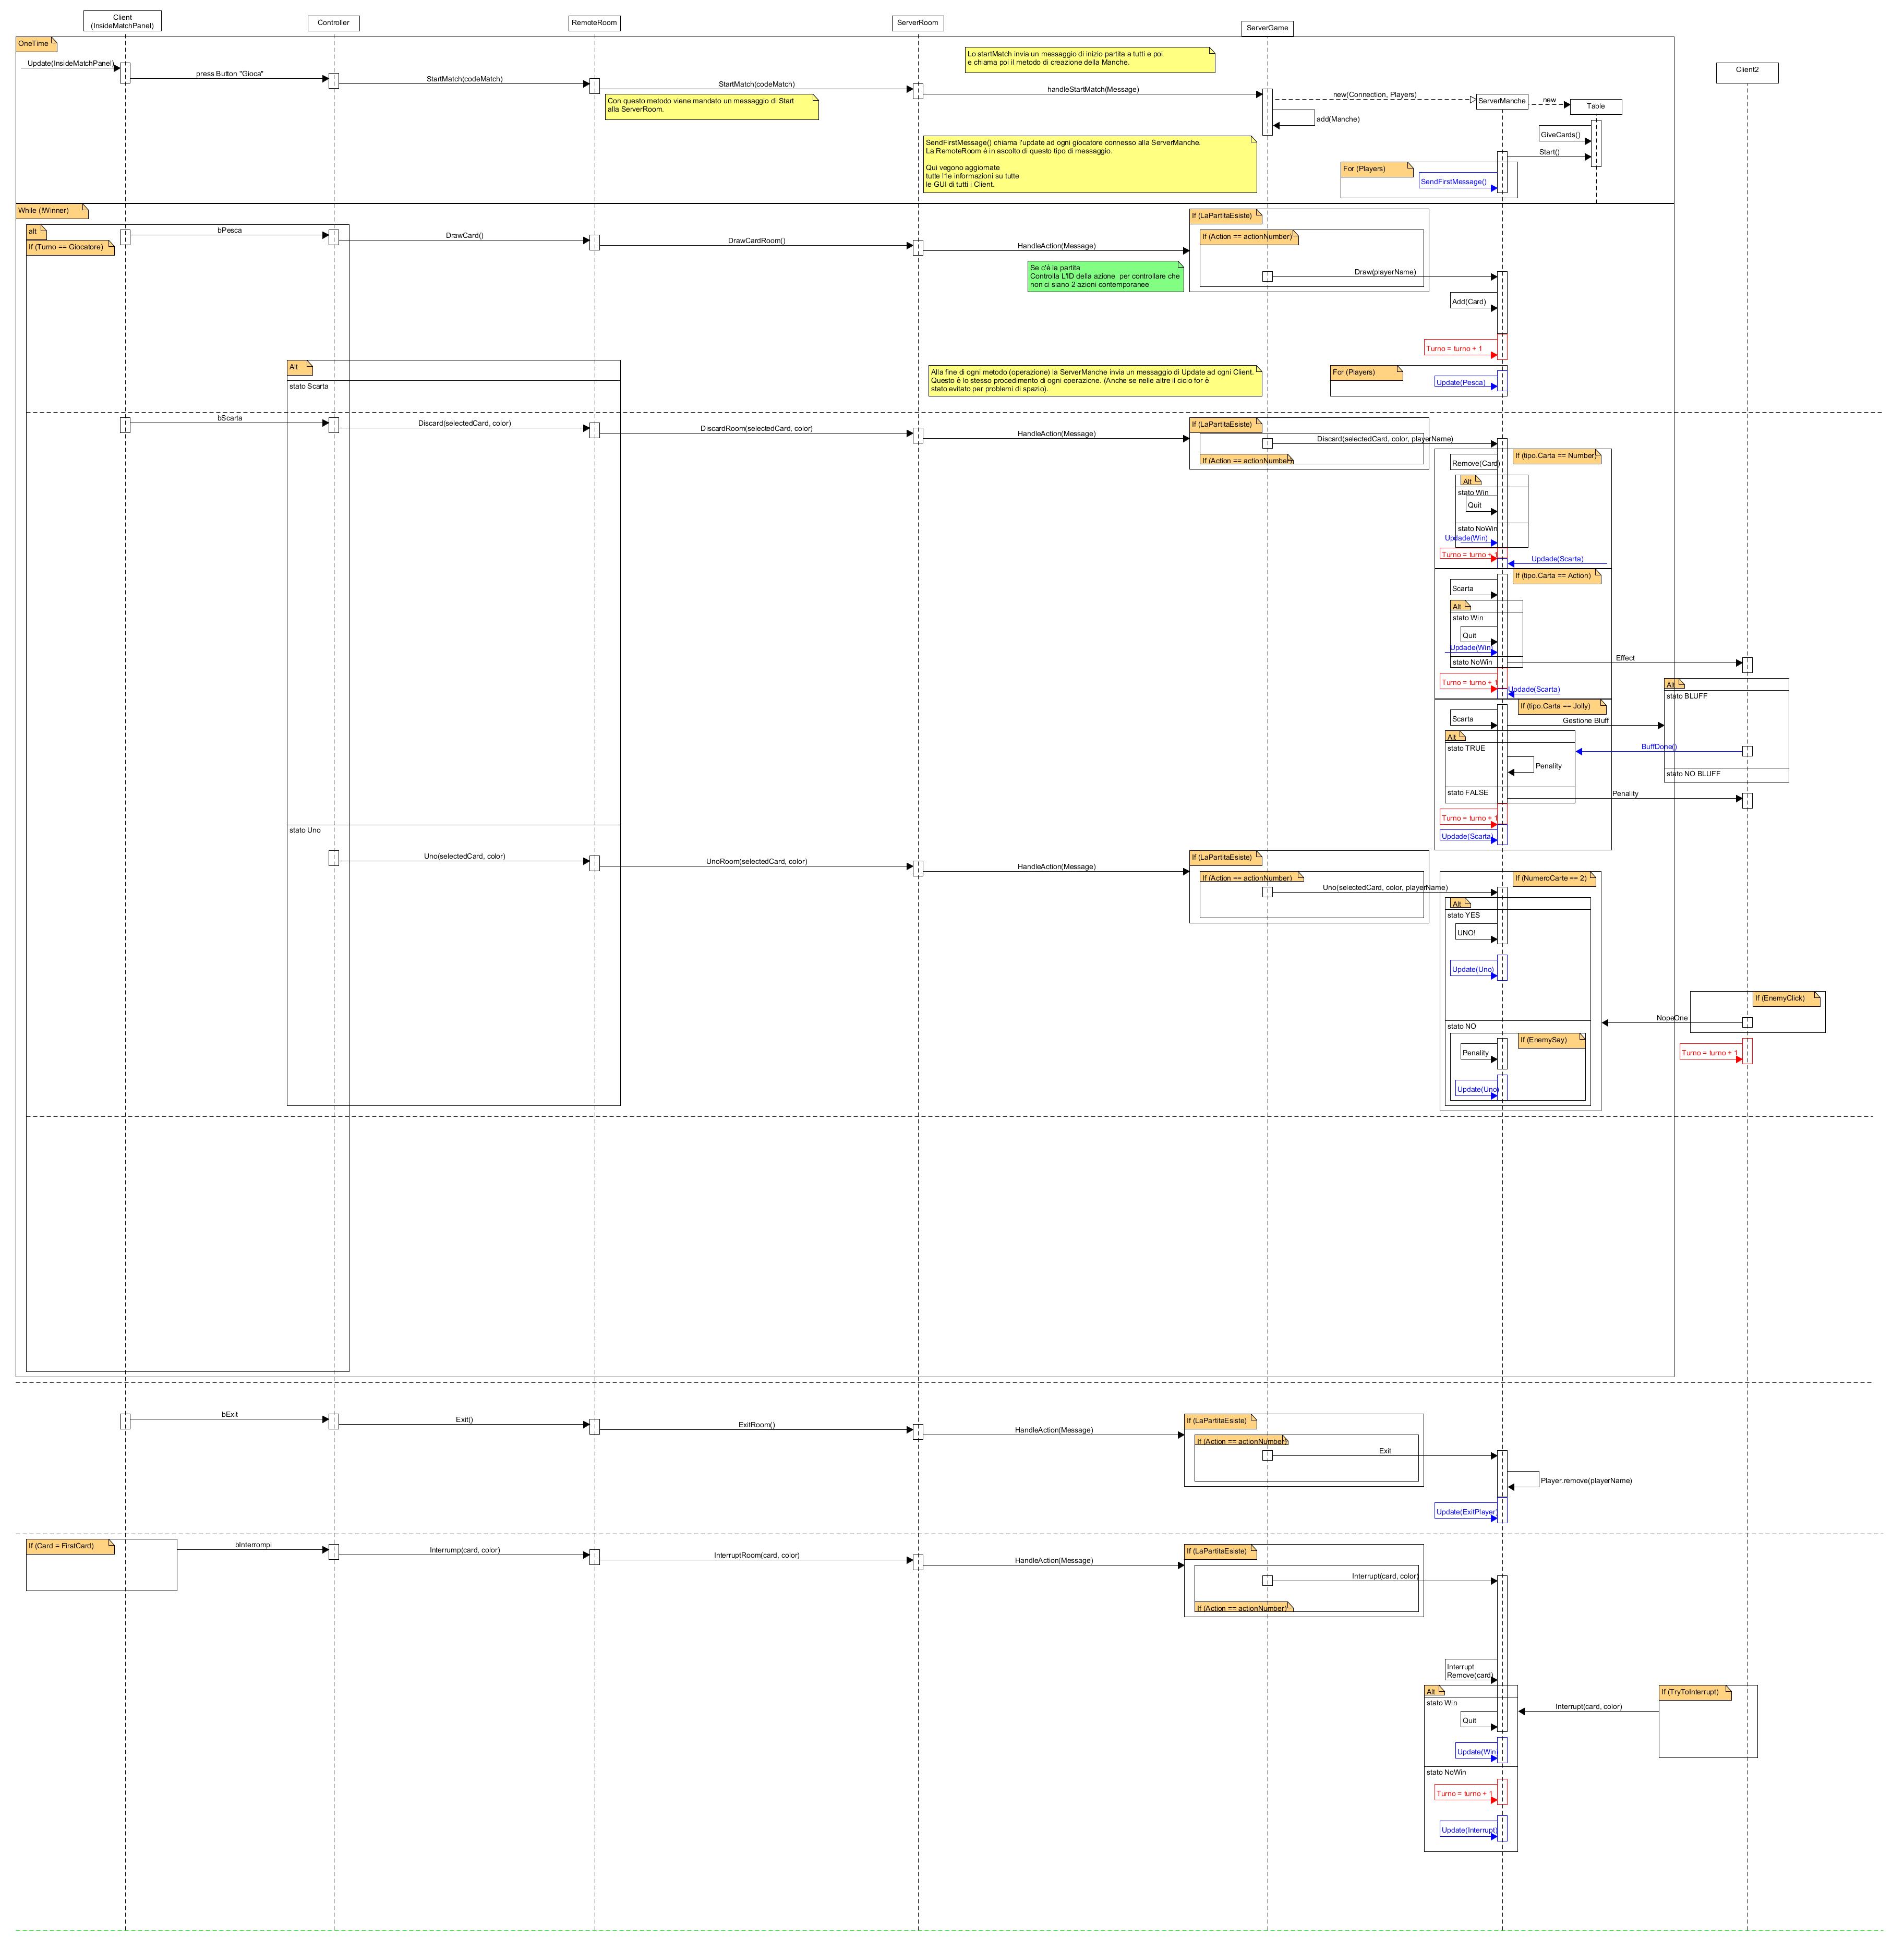 Client
(InsideMatchPanel)
Controller
RemoteRoom
ServerRoom
ServerGame
Client2
OneTime
Update(InsideMatchPanel)
press Button "Gioca"
StartMatch(codeMatch)
StartMatch(codeMatch)
Lo startMatch invia un messaggio di inizio partita a tutti e poi
e chiama poi il metodo di creazione della Manche.
handleStartMatch(Message)
new(Connection, Players)
ServerManche
new
Table
Con questo metodo viene mandato un messaggio di Start
alla ServerRoom.
add(Manche)
GiveCards()
Start()
SendFirstMessage() chiama l'update ad ogni giocatore connesso alla ServerManche.
La RemoteRoom è in ascolto di questo tipo di messaggio.
Qui vegono aggiornate
tutte l1e informazioni su tutte
le GUI di tutti i Client.
For (Players)
SendFirstMessage()
While (!Winner)
alt
If (Turno == Giocatore)
bPesca
DrawCard()
DrawCardRoom()
HandleAction(Message)
If (LaPartitaEsiste)
If (Action == actionNumber)
Se c'è la partita
Controlla L'ID della azione  per controllare che
non ci siano 2 azioni contemporanee
Draw(playerName)
Add(Card)
Turno = turno + 1
Alt
stato Scarta
Alla fine di ogni metodo (operazione) la ServerManche invia un messaggio di Update ad ogni Client.
Questo è lo stesso procedimento di ogni operazione. (Anche se nelle altre il ciclo for è
stato evitato per problemi di spazio).
For (Players)
Update(Pesca)
bScarta
Discard(selectedCard, color)
DiscardRoom(selectedCard, color)
HandleAction(Message)
If (LaPartitaEsiste)
If (Action == actionNumber)
Discard(selectedCard, color, playerName)
If (tipo.Carta == Number)
Remove(Card)
Alt
stato Win
Quit
stato NoWin
Updade(Win)
Turno = turno + 1
Updade(Scarta)
If (tipo.Carta == Action)
Scarta
Alt
stato Win
Quit
Updade(Win)
stato NoWin
Effect
Turno = turno + 1
Updade(Scarta)
If (tipo.Carta == Jolly)
Scarta
Gestione Bluff
Alt
stato BLUFF
Alt
stato TRUE
BuffDone()
Penality
stato NO BLUFF
stato FALSE
Penality
Turno = turno + 1
Updade(Scarta)
stato Uno
Uno(selectedCard, color)
UnoRoom(selectedCard, color)
HandleAction(Message)
If (LaPartitaEsiste)
If (Action == actionNumber)
Uno(selectedCard, color, playerName)
If (NumeroCarte == 2)
Alt
stato YES
UNO!
Update(Uno)
If (EnemyClick)
NopeOne
stato NO
If (EnemySay)
Penality
Turno = turno + 1
Update(Uno)
bExit
Exit()
ExitRoom()
HandleAction(Message)
If (LaPartitaEsiste)
If (Action == actionNumber)
Exit
Player.remove(playerName)
Update(ExitPlayer)
If (Card = FirstCard)
bInterrompi
Interrump(card, color)
InterruptRoom(card, color)
HandleAction(Message)
If (LaPartitaEsiste)
Interrupt(card, color)
If (Action == actionNumber)
Interrupt
Remove(card)
Alt
stato Win
Quit
Update(Win)
If (TryToInterrupt)
Interrupt(card, color)
stato NoWin
Turno = turno + 1
Update(Interrupt)